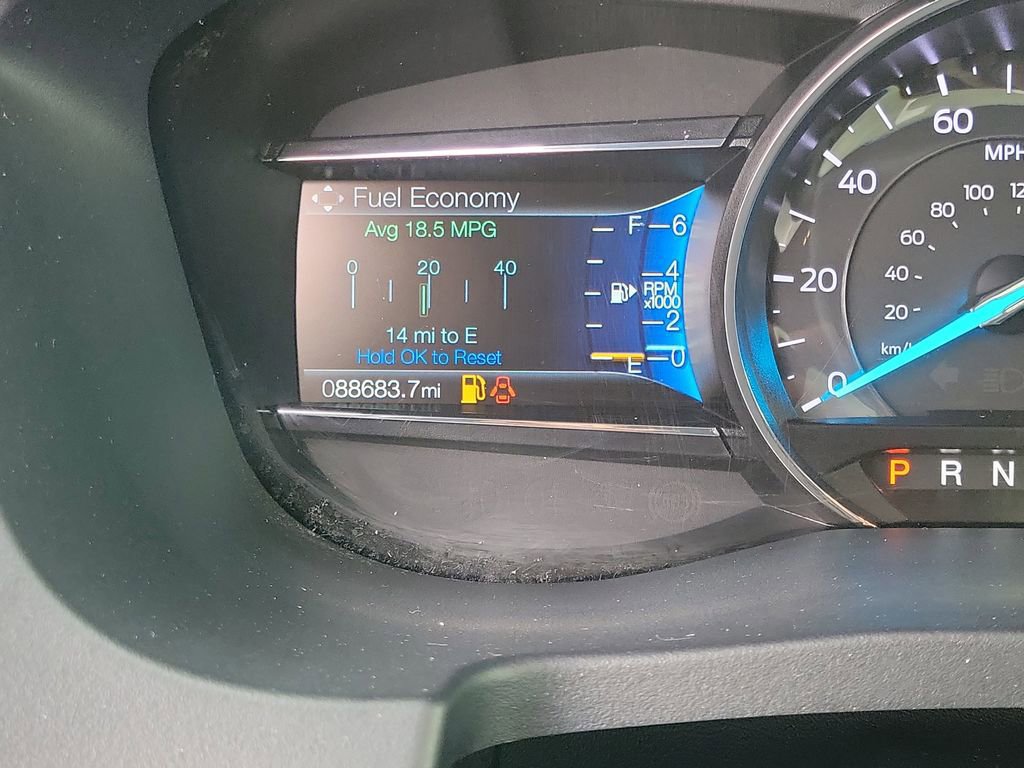 Fuel Economy
Avg 18.5 MPG
0 20 40
14 mi to E
Hold OK to Reset
088683.7mi
F
E
6
4
RPM
x1000
2
0
MPH
0 20 40 60
20 40 60 80 100
km/
P R N